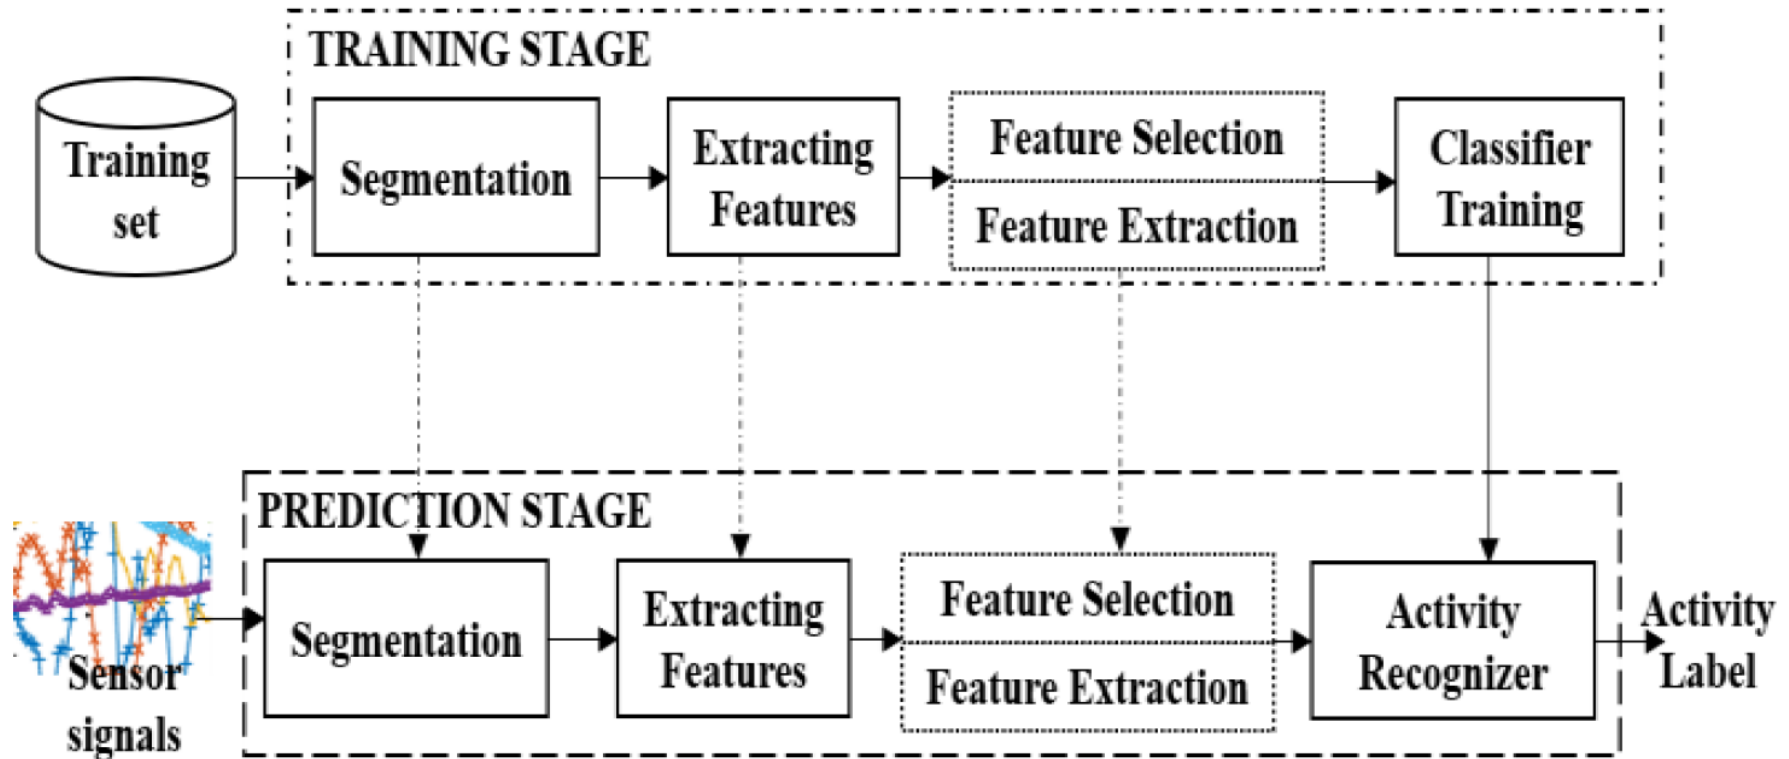 TRAINING STAGE
Training
set
Segmentation
Extracting
Features
Feature Selection
Feature Extraction
Classifier
Training
PREDICTION STAGE
Sensor
signals
Segmentation
Extracting
Features
Feature Selection
Feature Extraction
Activity
Recognizer
Activity
Label